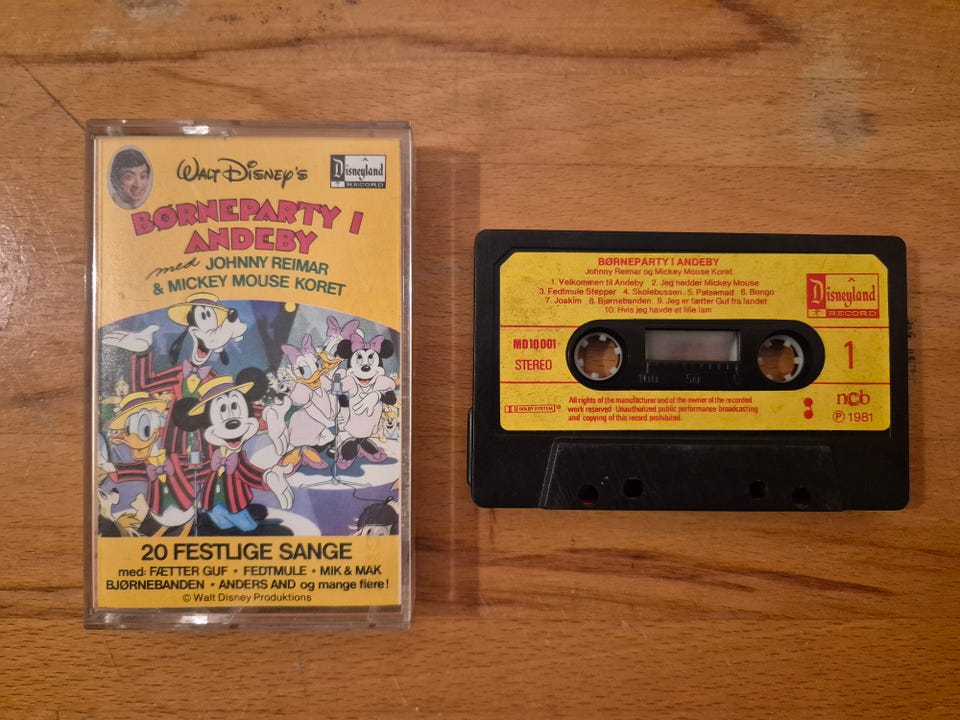 WALT DISNEY'S
Disneyland
RECORD
BØRNEPARTY I
ANDEBY
med JOHNNY REIMAR
& MICKEY MOUSE KORET
20 FESTLIGE SANGE
med: FÆTTER GUF • FEDTMULE • MIK & MAK
BJØRNEBANDEN • ANDERS AND og mange flere!
© Walt Disney Produktions
BØRNEPARTY I ANDEBY
Johnny Reimar og Mickey Mouse Koret
1. Velkommen til Andeby 2. Jeg hedder Mickey Mouse
3. Fedtmule Stepper 4. Skolebussen 5. Pølsemad 6. Bongo
7. Joakim 8. Bjørnebanden 9. Jeg er fætter Guf fra landet
10. Hvis jeg havde et lille lam
Disneyland
RECORD
MD10001
STEREO
100 50 0
1
DOLBY SYSTEM
All rights of the manufacturer and of the owner of the recorded
work reserved · Unauthorized public performance broadcasting
and copying of this record prohibited.
ncb
℗ 1981